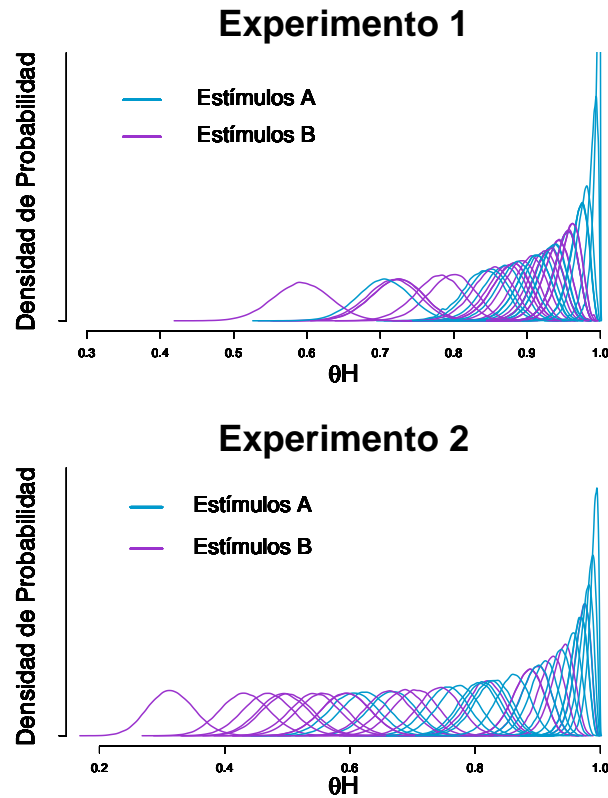 Experimento 1
Densidad de Probabilidad
Estímulos A
Estímulos B
0.3 0.4 0.5 0.6 0.7 0.8 0.9 1.0
θH
Experimento 2
Densidad de Probabilidad
Estímulos A
Estímulos B
0.2 0.4 0.6 0.8 1.0
θH